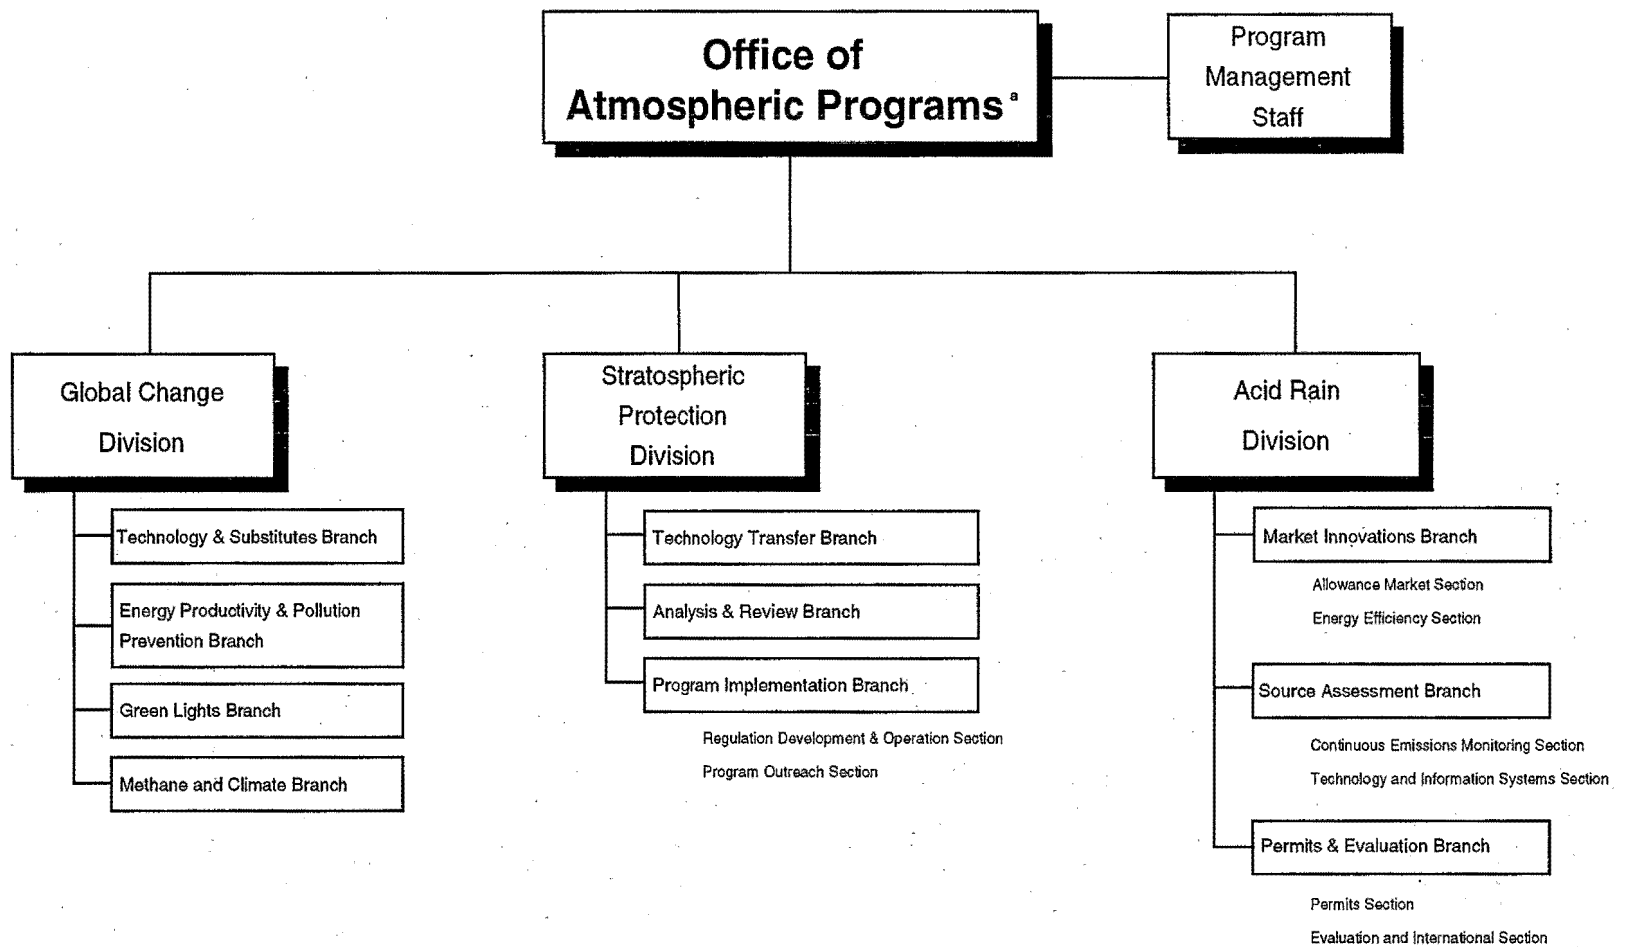 Office of
Atmospheric Programs a
Program
Management
Staff
Global Change
Division
Technology & Substitutes Branch
Energy Productivity & Pollution
Prevention Branch
Green Lights Branch
Methane and Climate Branch
Stratospheric
Protection
Division
Technology Transfer Branch
Analysis & Review Branch
Program Implementation Branch
Regulation Development & Operation Section
Program Outreach Section
Acid Rain
Division
Market Innovations Branch
Allowance Market Section
Energy Efficiency Section
Source Assessment Branch
Continuous Emissions Monitoring Section
Technology and Information Systems Section
Permits & Evaluation Branch
Permits Section
Evaluation and International Section